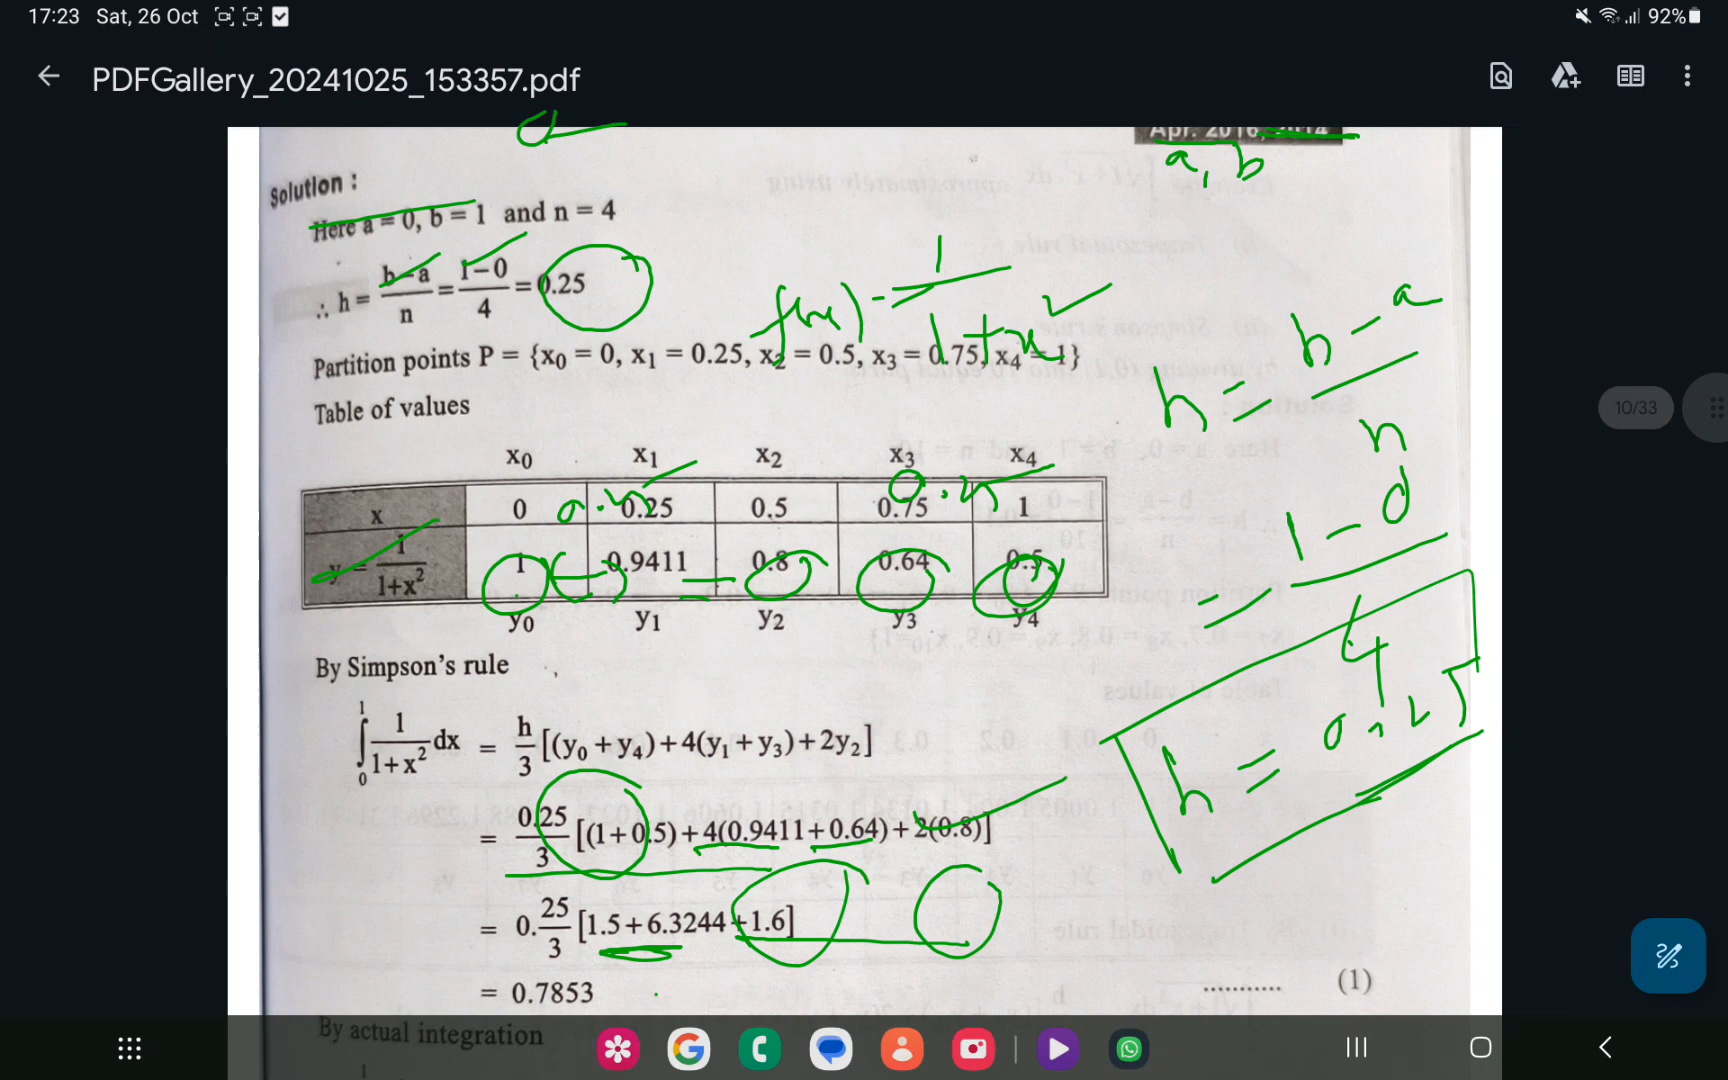 17:23 Sat, 26 Oct 92%
PDFGallery_20241025_153357.pdf
Apr. 2016, 2014
a, b
Solution :
Here a = 0, b = 1 and n = 4
∴ h = b−a/n = 1−0/4 = 0.25
f(x) = 1/1+x²
Partition points P = {x₀ = 0, x₁ = 0.25, x₂ = 0.5, x₃ = 0.75, x₄ = 1}
h = b−a/n
Table of values
10/33
x₀ x₁ x₂ x₃ x₄
x 0 0.25 0.5 0.75 1
y = 1/1+x² 1 0.9411 0.8 0.64 0.5
y₀ y₁ y₂ y₃ y₄
= 1−0/4
h = 0.25
By Simpson's rule
∫₀¹ 1/1+x² dx = h/3 [(y₀ + y₄) + 4(y₁ + y₃) + 2y₂]
= 0.25/3 [(1+0.5) + 4(0.9411+0.64) + 2(0.8)]
= 0.25/3 [1.5 + 6.3244 + 1.6]
= 0.7853 ........... (1)
By actual integration